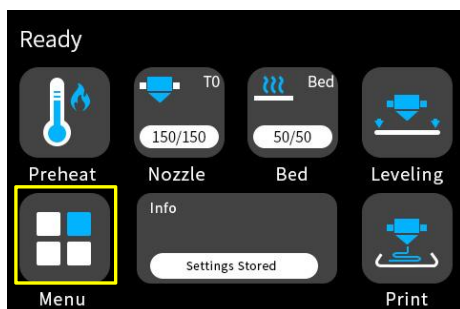 Ready
T0
Bed
150/150
50/50
Preheat
Nozzle
Bed
Leveling
Info
Settings Stored
Menu
Print